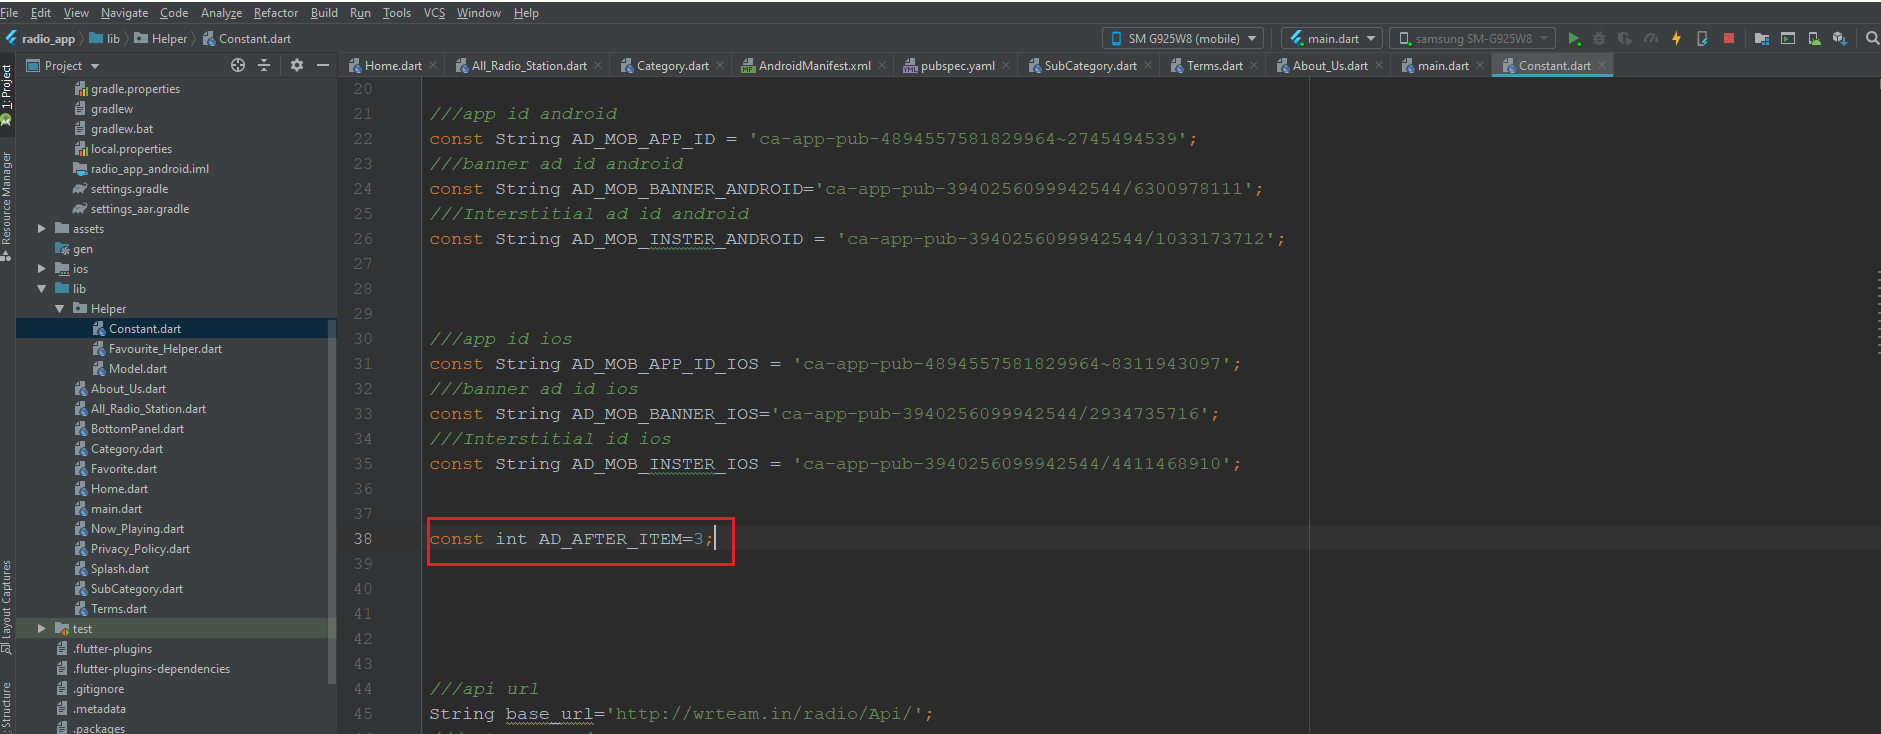 File Edit View Navigate Code Analyze Refactor Build Run Tools VCS Window Help
radio_app lib Helper Constant.dart SM G925W8 (mobile) main.dart samsung SM-G925W8
Project
Home.dart All_Radio_Station.dart Category.dart AndroidManifest.xml pubspec.yaml SubCategory.dart Terms.dart About_Us.dart main.dart Constant.dart
1: Project
Resource Manager
Layout Captures
Structure
gradle.properties
gradlew
gradlew.bat
local.properties
radio_app_android.iml
settings.gradle
settings_aar.gradle
assets
gen
ios
lib
Helper
Constant.dart
Favourite_Helper.dart
Model.dart
About_Us.dart
All_Radio_Station.dart
BottomPanel.dart
Category.dart
Favorite.dart
Home.dart
main.dart
Now_Playing.dart
Privacy_Policy.dart
Splash.dart
SubCategory.dart
Terms.dart
test
.flutter-plugins
.flutter-plugins-dependencies
.gitignore
.metadata
.packages
20
21 ///app id android
22 const String AD_MOB_APP_ID = 'ca-app-pub-4894557581829964~2745494539';
23 ///banner ad id android
24 const String AD_MOB_BANNER_ANDROID='ca-app-pub-3940256099942544/6300978111';
25 ///Interstitial ad id android
26 const String AD_MOB_INSTER_ANDROID = 'ca-app-pub-3940256099942544/1033173712';
27
28
29
30 ///app id ios
31 const String AD_MOB_APP_ID_IOS = 'ca-app-pub-4894557581829964~8311943097';
32 ///banner ad id ios
33 const String AD_MOB_BANNER_IOS='ca-app-pub-3940256099942544/2934735716';
34 ///Interstitial id ios
35 const String AD_MOB_INSTER_IOS = 'ca-app-pub-3940256099942544/4411468910';
36
37
38 const int AD_AFTER_ITEM=3;
39
40
41
42
43
44 ///api url
45 String base_url='http://wrteam.in/radio/Api/';